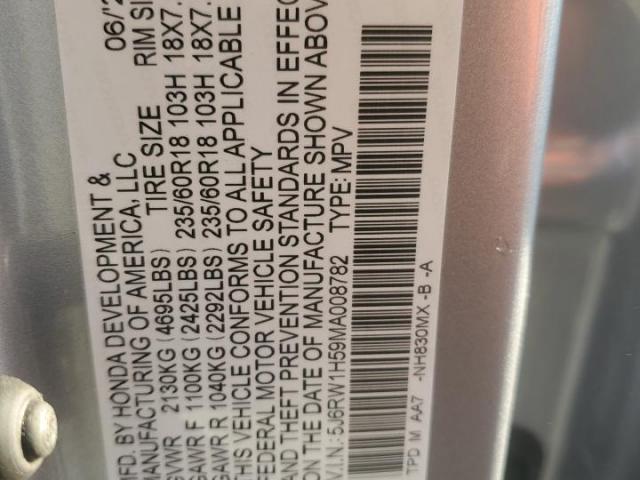 MFD. BY HONDA DEVELOPMENT & 06/
MANUFACTURING OF AMERICA, LLC
GVWR 2130KG (4695LBS) TIRE SIZE RIM SI
GAWR F 1100KG (2425LBS) 235/60R18 103H 18X7.
GAWR R 1040KG (2292LBS) 235/60R18 103H 18X7.
THIS VEHICLE CONFORMS TO ALL APPLICABLE
FEDERAL MOTOR VEHICLE SAFETY
AND THEFT PREVENTION STANDARDS IN EFFEC
ON THE DATE OF MANUFACTURE SHOWN ABOV
V.I.N.: 5J6RW1H59MA008782 TYPE: MPV
TPD M AA7 -NH830MX -B -A